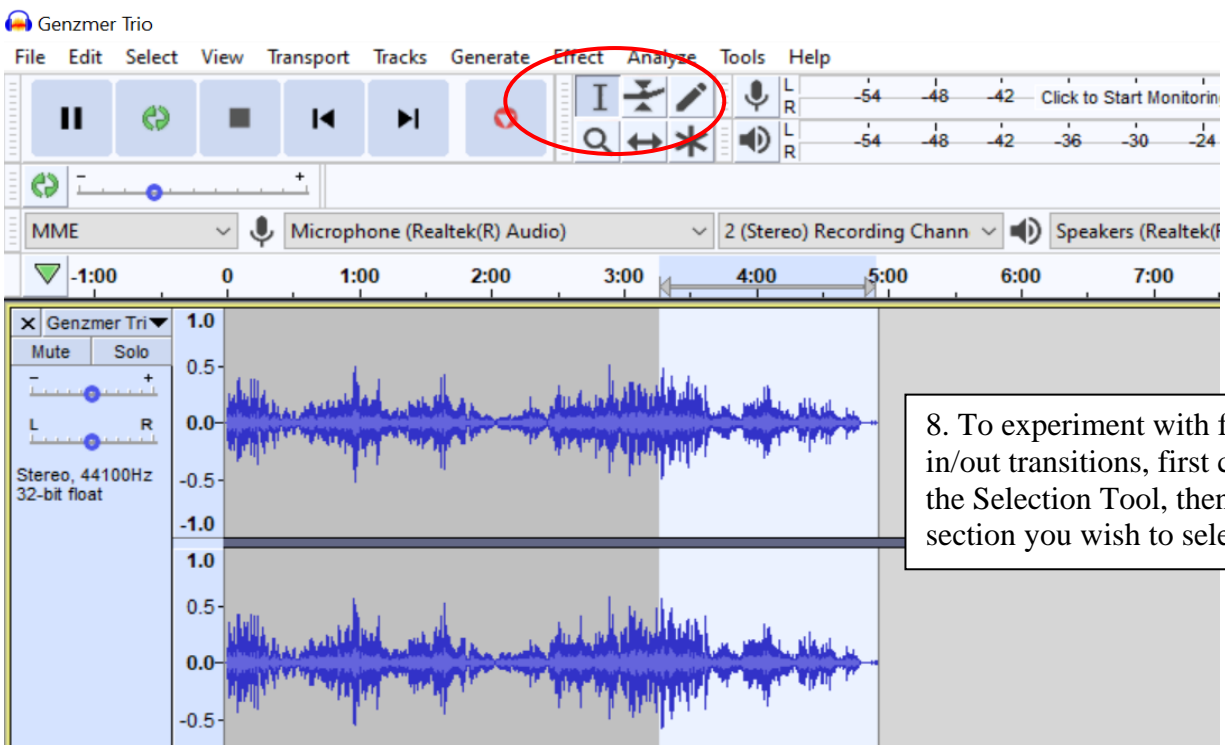 Genzmer Trio
File Edit Select View Transport Tracks Generate Effect Analyze Tools Help
L R -54 -48 -42 Click to Start Monitorin
L R -54 -48 -42 -36 -30 -24
- +
MME Microphone (Realtek(R) Audio) 2 (Stereo) Recording Chann Speakers (Realtek(
-1:00 0 1:00 2:00 3:00 4:00 5:00 6:00 7:00
Genzmer Tri 1.0
Mute Solo
- + 0.5
L R 0.0
Stereo, 44100Hz -0.5
32-bit float
-1.0
8. To experiment with
in/out transitions, first
the Selection Tool, then
section you wish to sele
1.0
0.5
0.0
-0.5